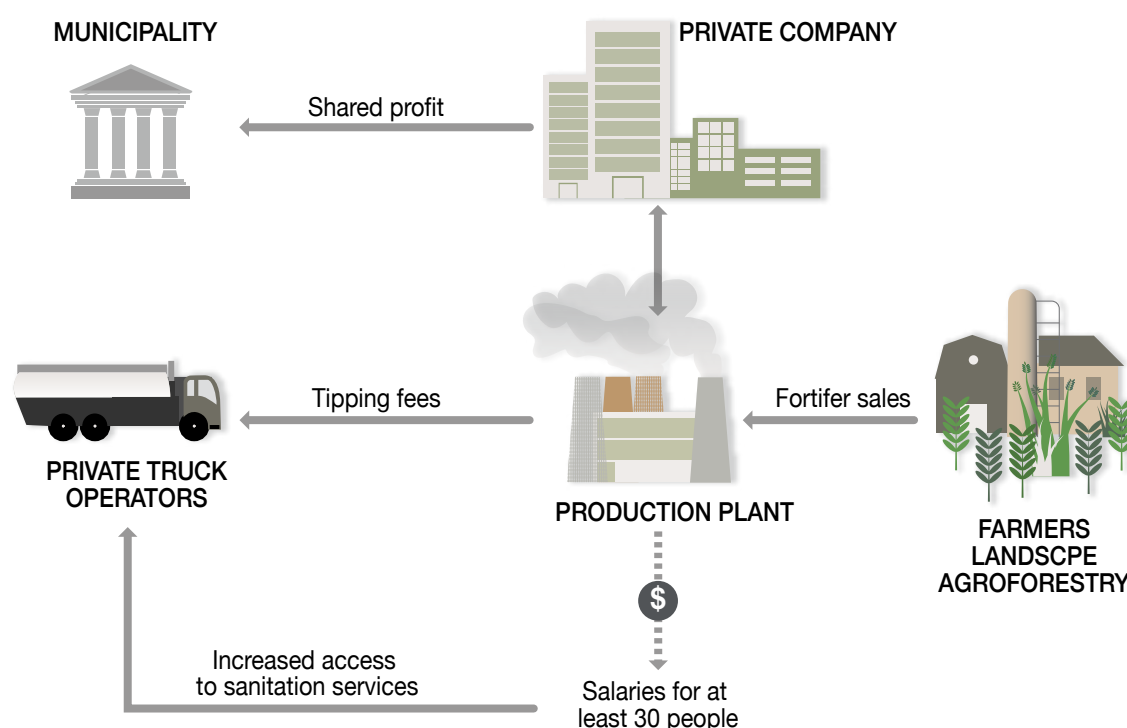 MUNICIPALITY
PRIVATE COMPANY
Shared profit
Tipping fees
Fortifer sales
PRIVATE TRUCK
OPERATORS
PRODUCTION PLANT
FARMERS
LANDSCPE
AGROFORESTRY
$
Increased access
to sanitation services
Salaries for at
least 30 people